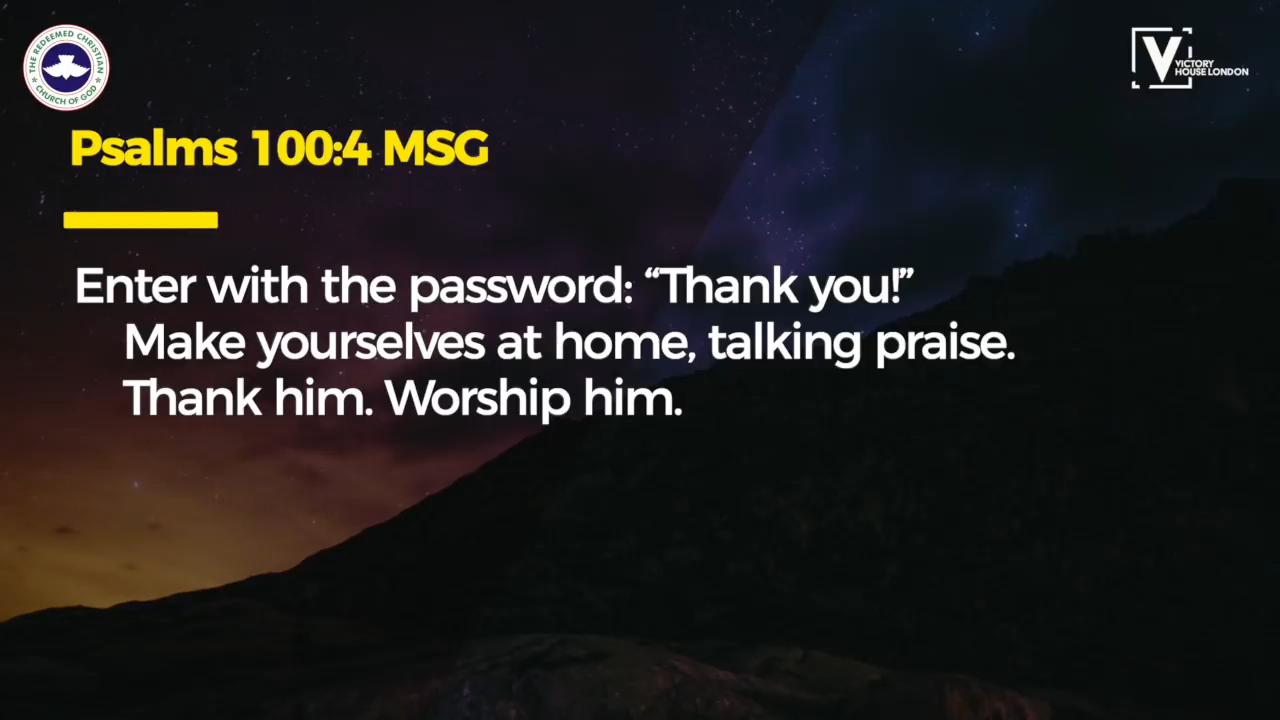 THE REDEEMED CHRISTIAN
CHURCH OF GOD
VICTORY
HOUSE LONDON
Psalms 100:4 MSG
Enter with the password: “Thank you!”
Make yourselves at home, talking praise.
Thank him. Worship him.